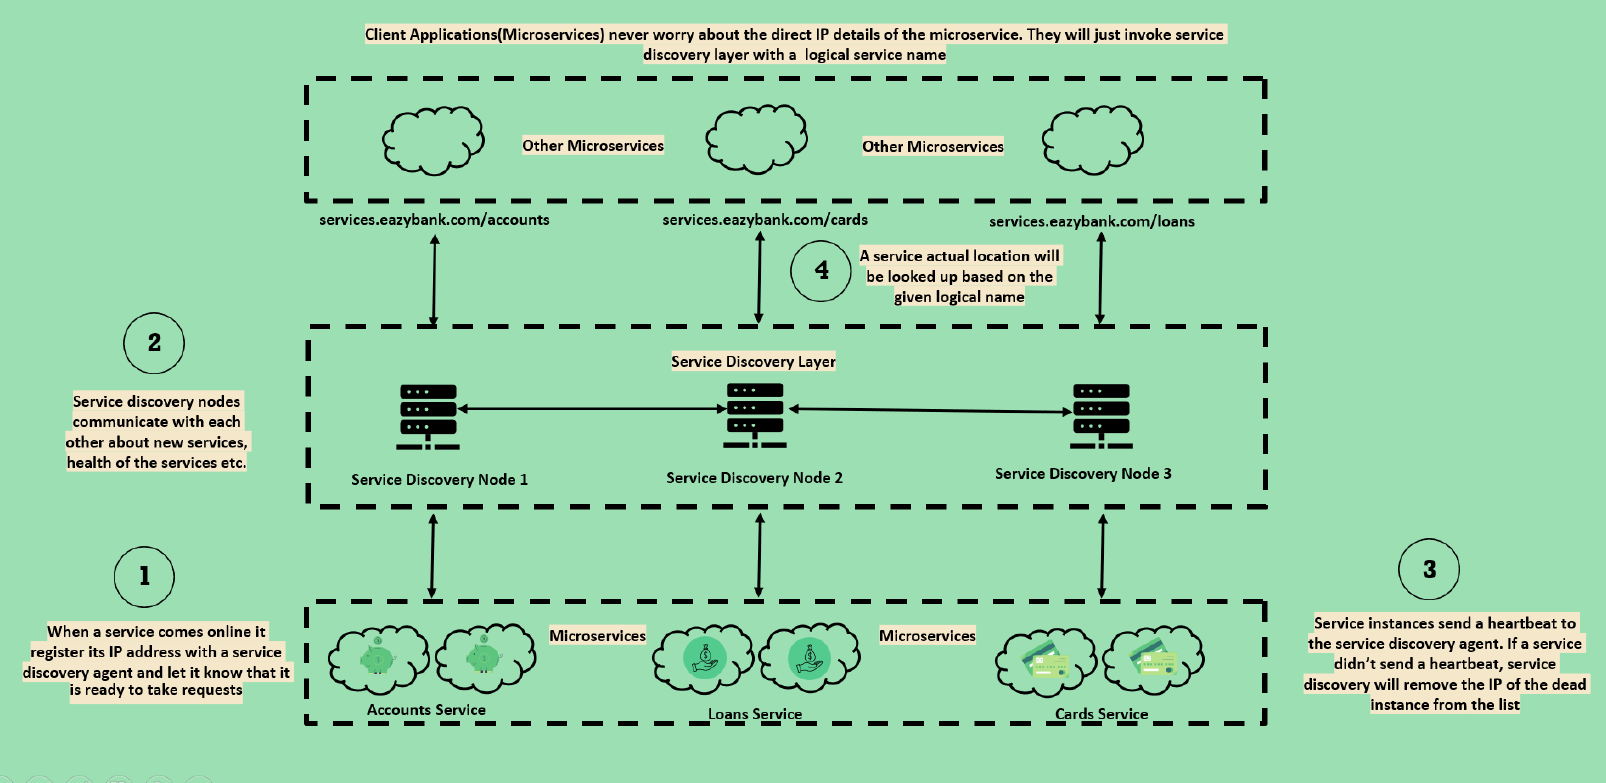 Client Applications(Microservices) never worry about the direct IP details of the microservice. They will just invoke service
discovery layer with a logical service name
Other Microservices
Other Microservices
services.eazybank.com/accounts
services.eazybank.com/cards
services.eazybank.com/loans
4
A service actual location will
be looked up based on the
given logical name
2
Service discovery nodes
communicate with each
other about new services,
health of the services etc.
Service Discovery Layer
Service Discovery Node 1
Service Discovery Node 2
Service Discovery Node 3
1
When a service comes online it
register its IP address with a service
discovery agent and let it know that it
is ready to take requests
Microservices
Microservices
Accounts Service
Loans Service
Cards Service
3
Service instances send a heartbeat to
the service discovery agent. If a service
didn't send a heartbeat, service
discovery will remove the IP of the dead
instance from the list